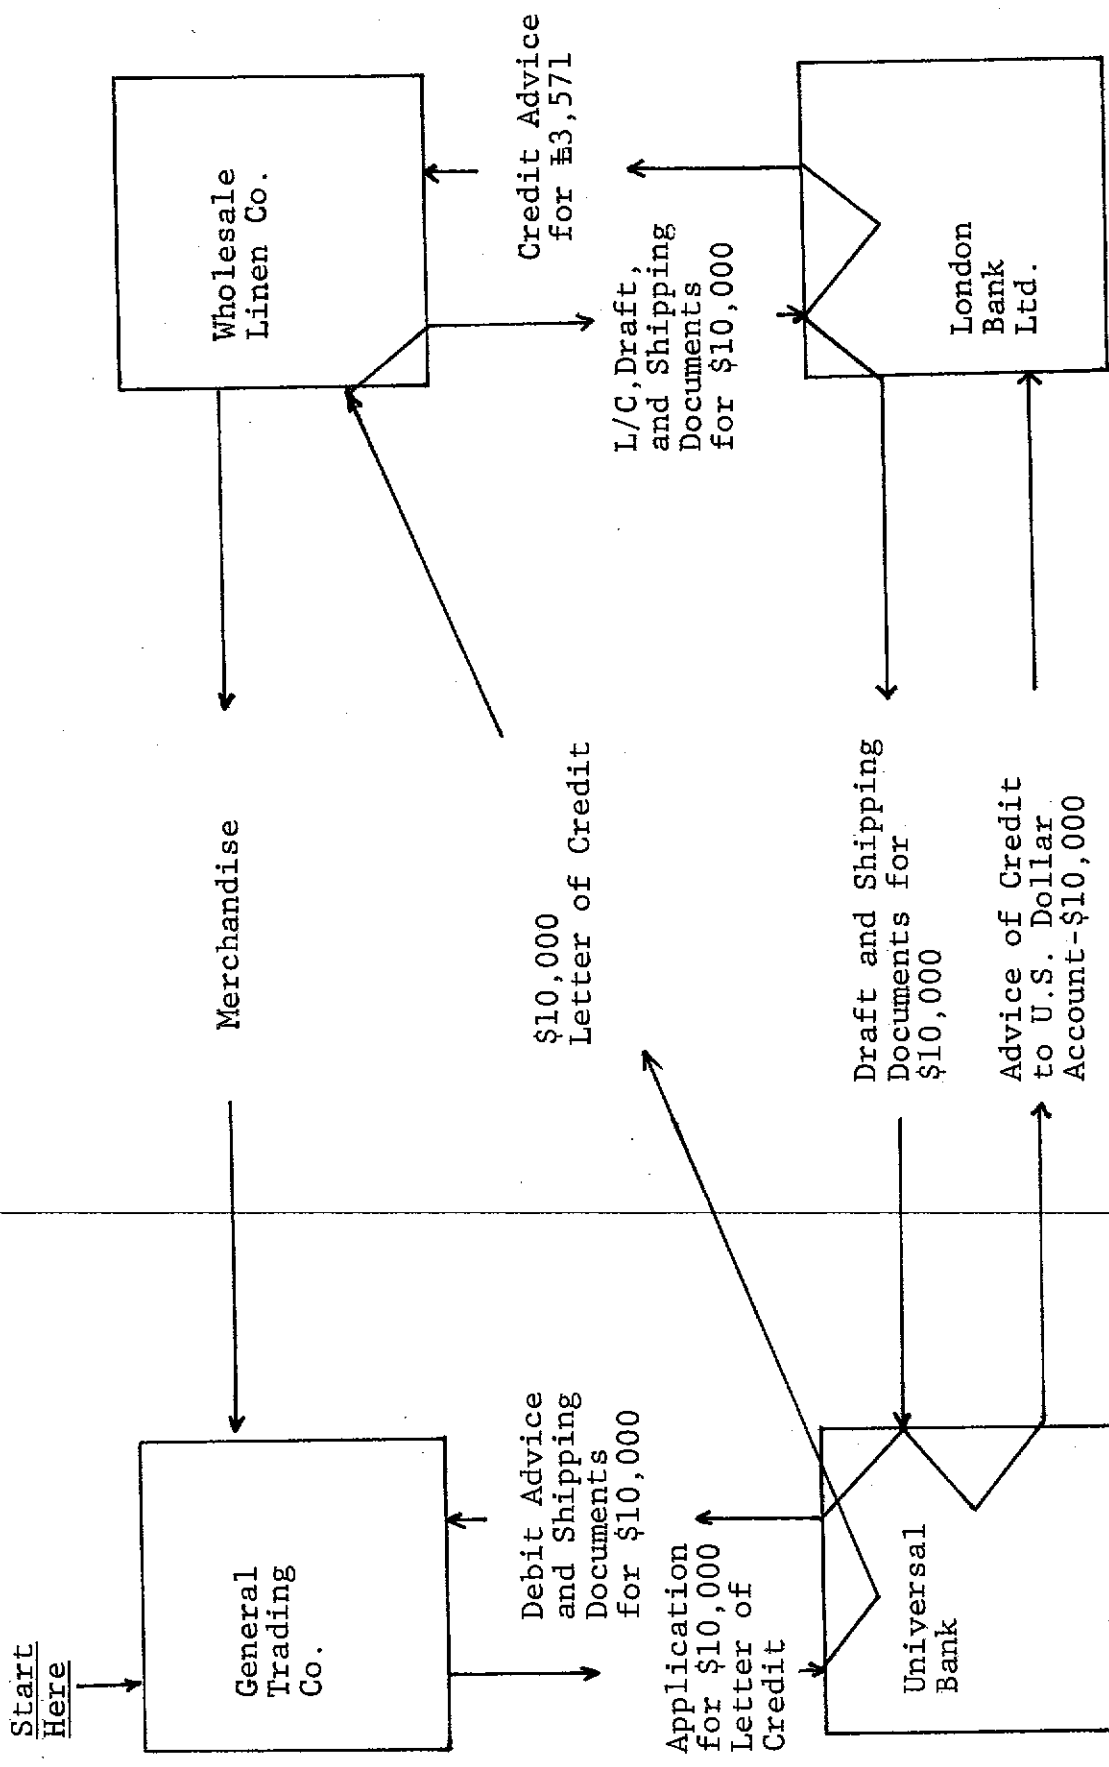 Start
Here
General
Trading
Co.
Merchandise
Wholesale
Linen Co.
Debit Advice
and Shipping
Documents
for $10,000
$10,000
Letter of Credit
Credit Advice
for £3,571
Application
for $10,000
Letter of
Credit
L/C,Draft,
and Shipping
Documents
for $10,000
Universal
Bank
Draft and Shipping
Documents for
$10,000
London
Bank
Ltd.
Advice of Credit
to U.S. Dollar
Account-$10,000